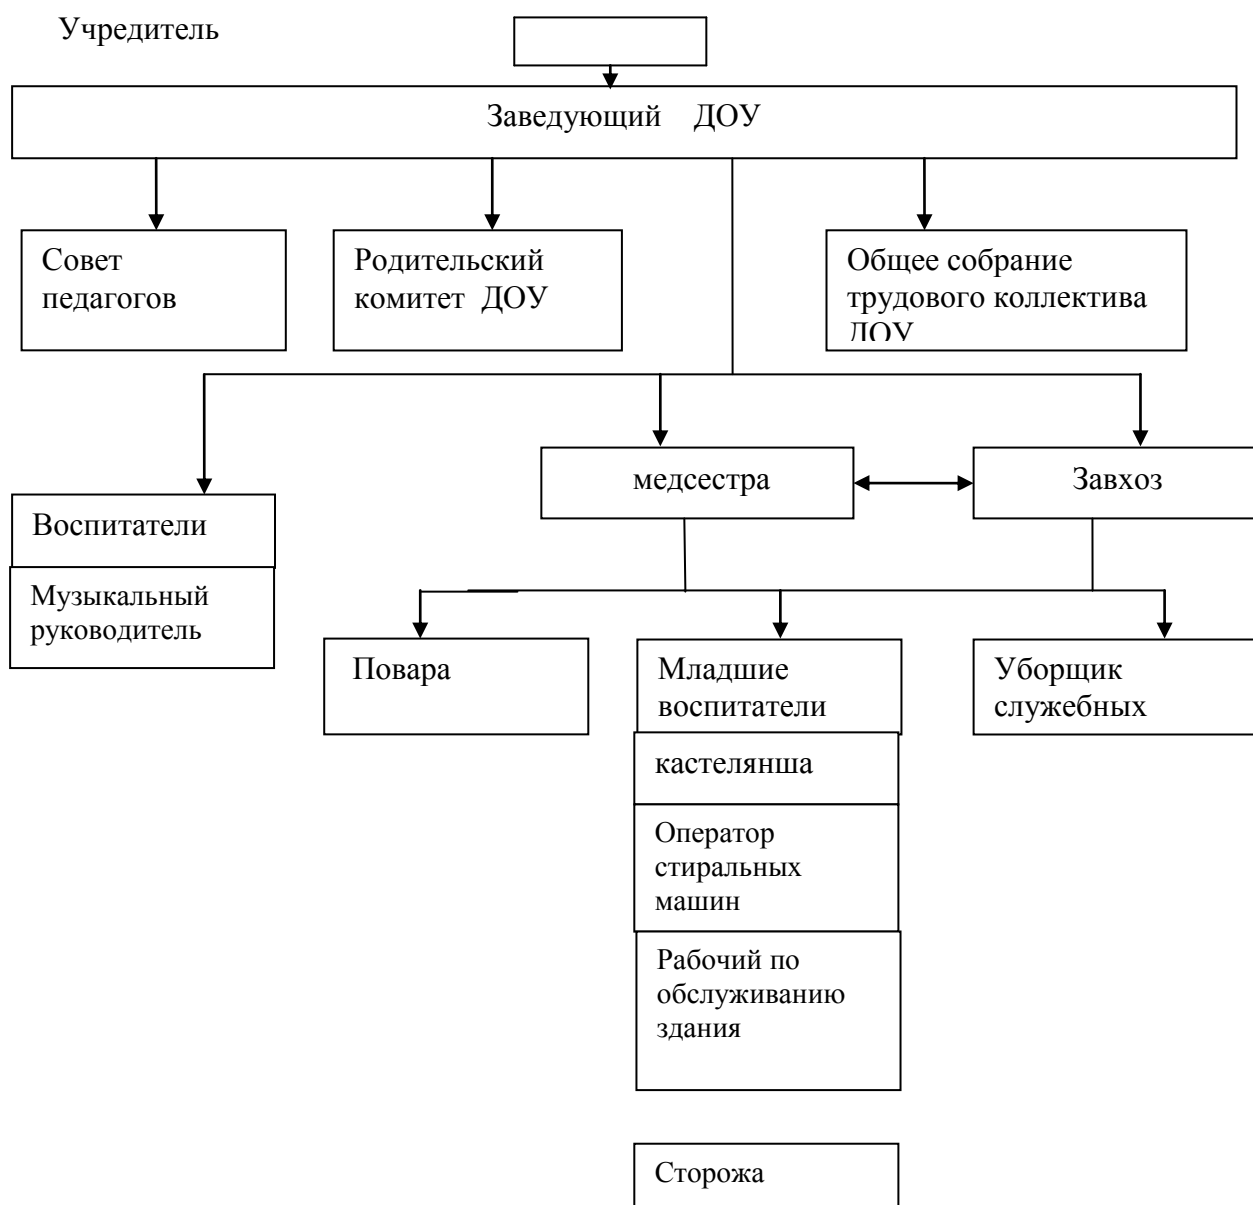 Учредитель
Заведующий ДОУ
Совет
педагогов
Родительский
комитет ДОУ
Общее собрание
трудового коллектива
ДОУ
медсестра
Завхоз
Воспитатели
Музыкальный
руководитель
Повара
Младшие
воспитатели
Уборщик
служебных
кастелянша
Оператор
стиральных
машин
Рабочий по
обслуживанию
здания
Сторожа